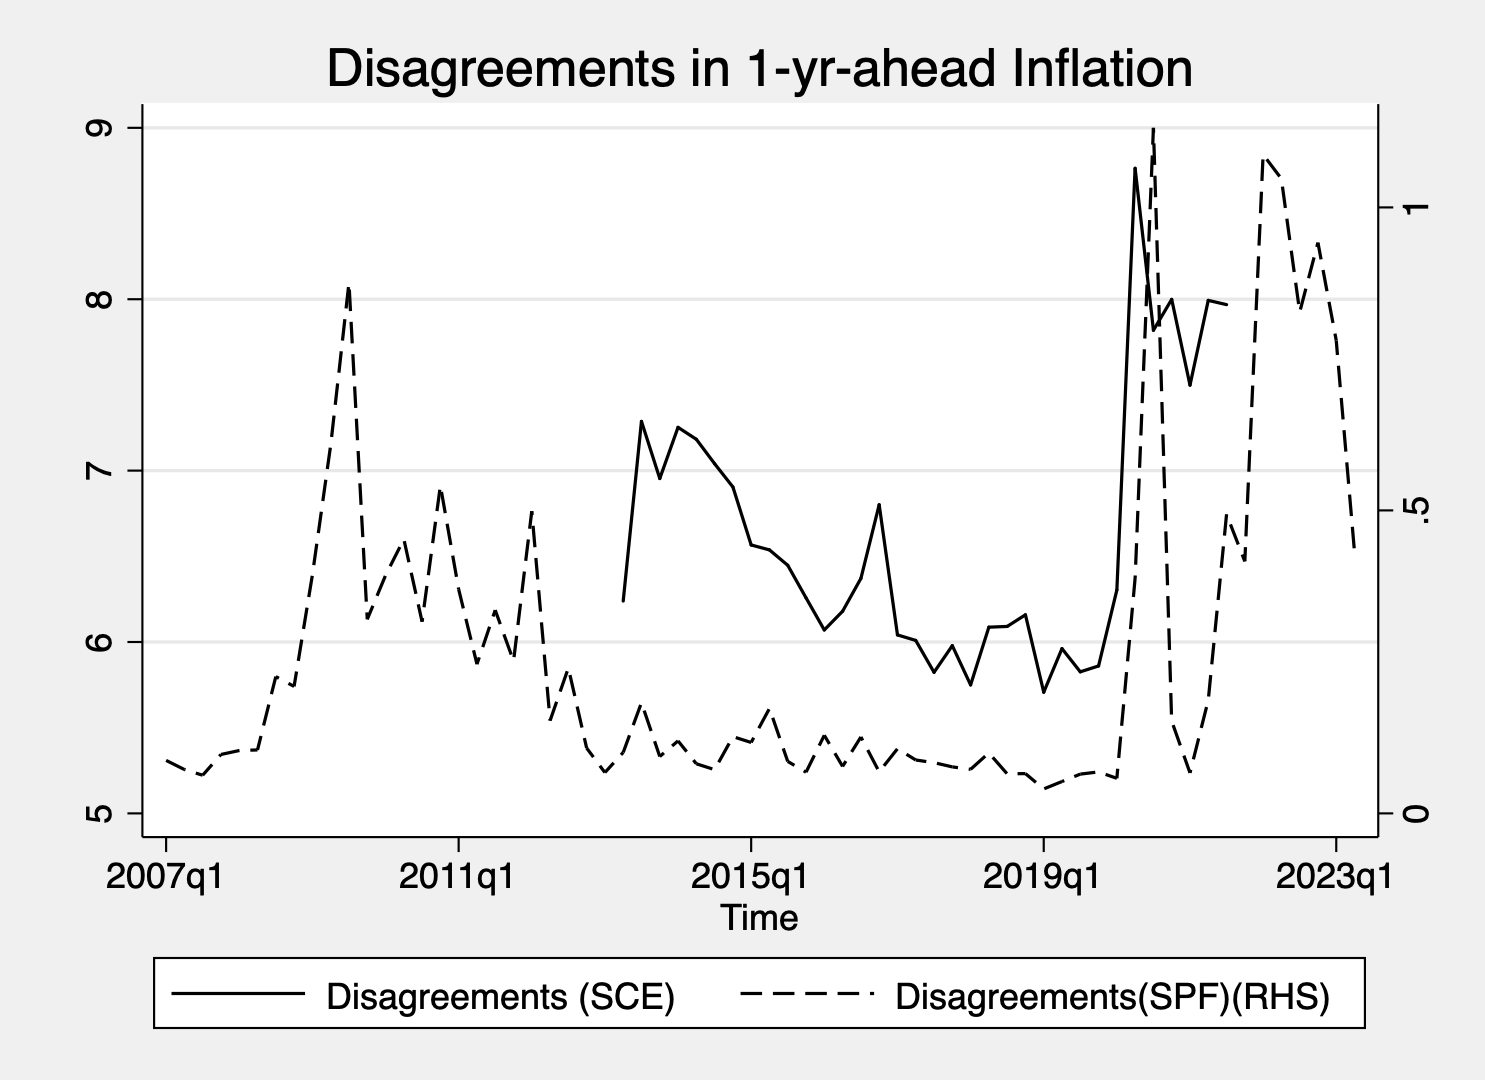 Disagreements in 1-yr-ahead Inflation
9
8
7
6
5
1
.5
0
2007q1 2011q1 2015q1 2019q1 2023q1
Time
Disagreements (SCE) Disagreements(SPF)(RHS)